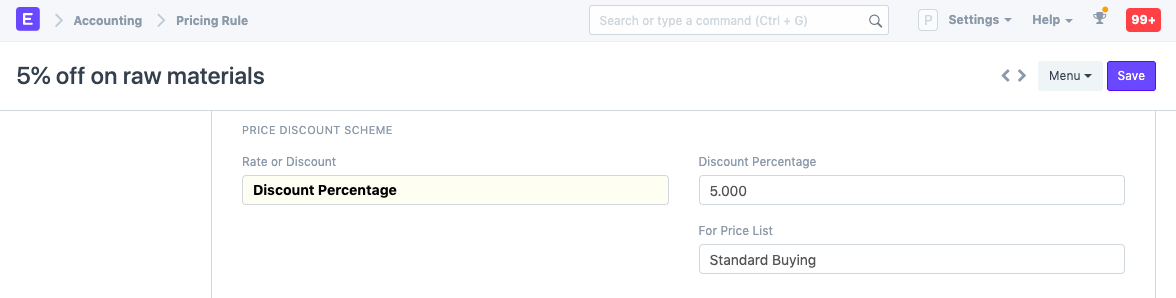 E Accounting Pricing Rule Search or type a command (Ctrl + G) P Settings Help 99+
5% off on raw materials Menu Save
PRICE DISCOUNT SCHEME
Rate or Discount Discount Percentage
Discount Percentage 5.000
For Price List
Standard Buying